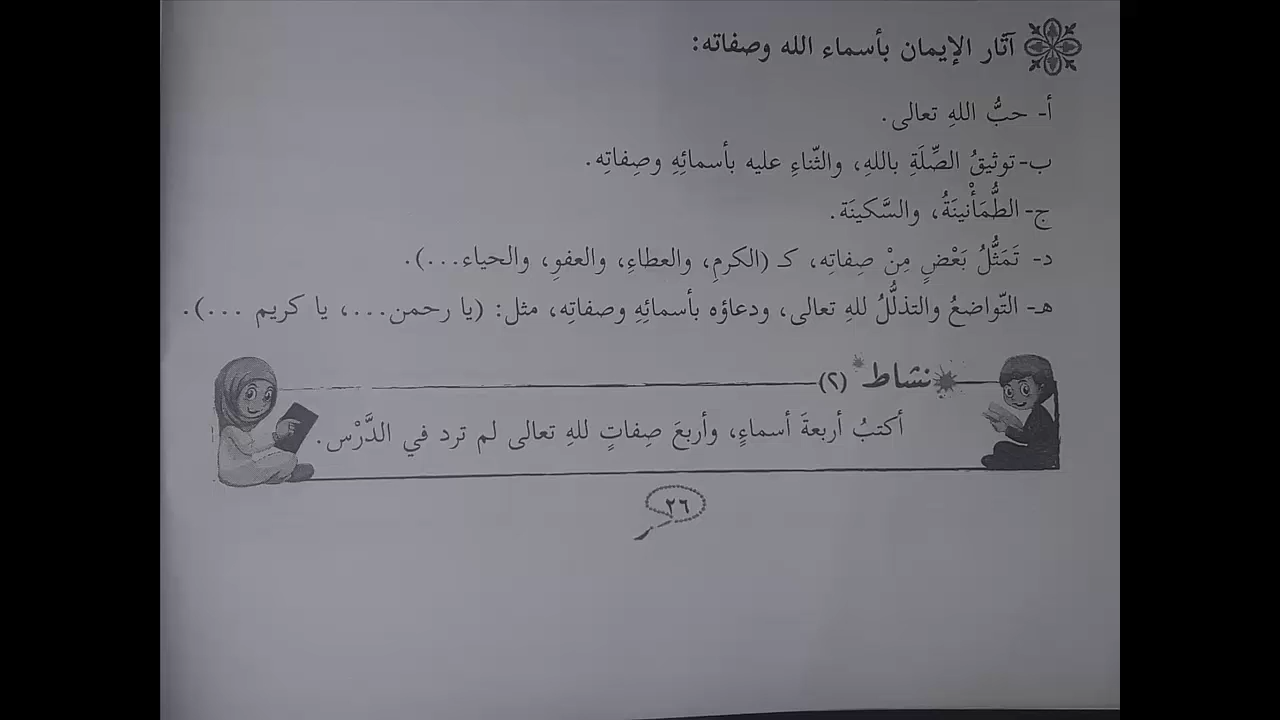 آثار الإيمان بأسماء الله وصفاته:
أ- حبُّ اللهِ تعالى.
ب- توثيقُ الصِّلَةِ باللهِ، والثّناءِ عليه بأسمائِهِ وصِفاتِه.
ج- الطُّمَأْنينَةُ، والسَّكينَة.
د- تَمَثُّلُ بَعْضٍ مِنْ صِفاتِه، كـ (الكرمِ، والعطاءِ، والعفوِ، والحياء...).
هـ- التّواضعُ والتذلُّلُ للهِ تعالى، ودعاؤه بأسمائِهِ وصفاتِه، مثل: (يا رحمن...، يا كريم ...).
نشاط (٢)
أكتبُ أربعةَ أسماءٍ، وأربعَ صِفاتٍ للهِ تعالى لم ترد في الدَّرْس.
٢٦